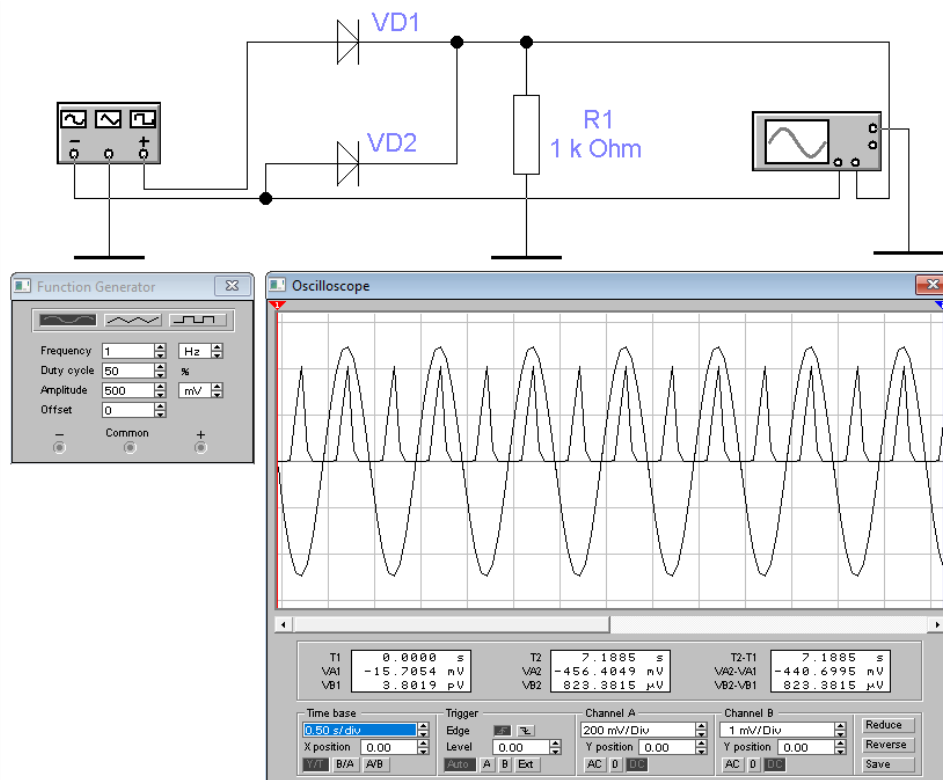 VD1
VD2
R1
1 k Ohm
− +
Function Generator
Frequency 1 Hz
Duty cycle 50 %
Amplitude 500 mV
Offset 0
− Common +
Oscilloscope
1
T1 0.0000 s
VA1 -15.7054 mV
VB1 3.8019 pV
T2 7.1885 s
VA2 -456.4049 mV
VB2 823.3815 µV
T2-T1 7.1885 s
VA2-VA1 -440.6995 mV
VB2-VB1 823.3815 µV
Time base
0.50 s/div
X position 0.00
Y/T B/A A/B
Trigger
Edge
Level 0.00
Auto A B Ext
Channel A
200 mV/Div
Y position 0.00
AC 0 DC
Channel B
1 mV/Div
Y position 0.00
AC 0 DC
Reduce
Reverse
Save